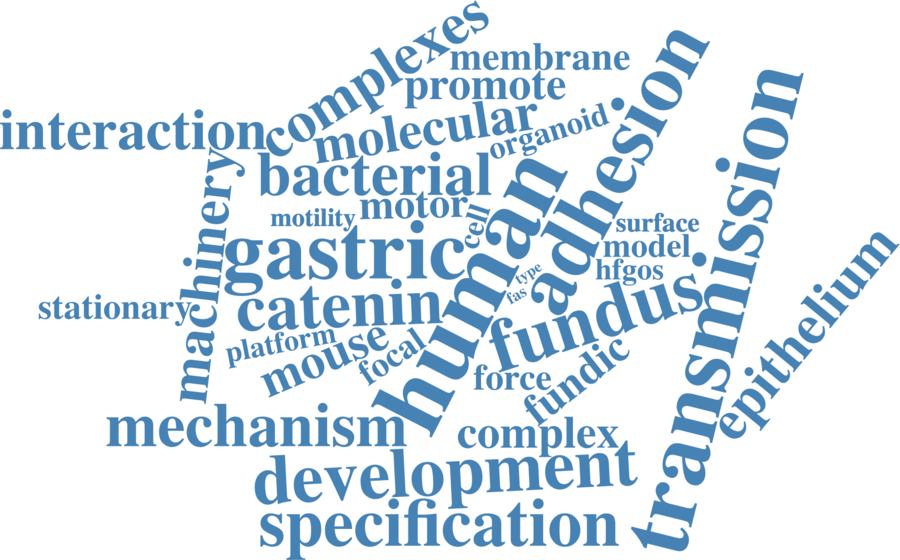 complexes
membrane
promote
adhesion
transmission
interaction
molecular
organoid
bacterial
human
machinery
motility
motor
cell
surface
gastric
model
hfgos
type
fas
epithelium
stationary
catenin
fundus
platform
mouse
focal
force
fundic
mechanism
complex
development
specification